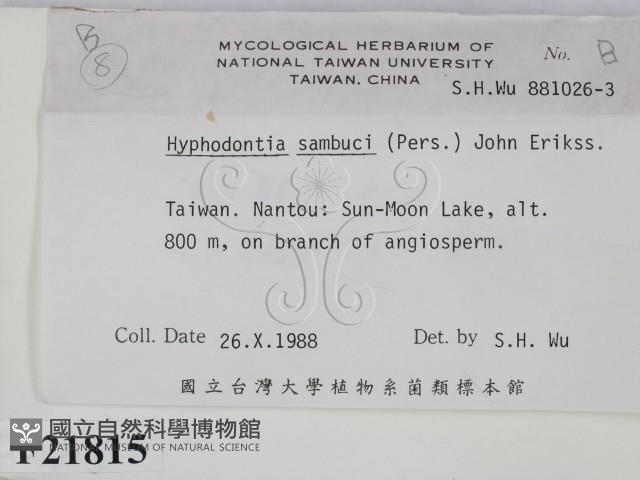 B
8
MYCOLOGICAL HERBARIUM OF
NATIONAL TAIWAN UNIVERSITY
TAIWAN, CHINA
No. B
S.H.Wu 881026-3
Hyphodontia sambuci (Pers.) John Erikss.
Taiwan. Nantou: Sun-Moon Lake, alt.
800 m, on branch of angiosperm.
Coll. Date 26.X.1988 Det. by S.H. Wu
國立台灣大學植物系菌類標本館
國立自然科學博物館
NATIONAL MUSEUM OF NATURAL SCIENCE
F21815